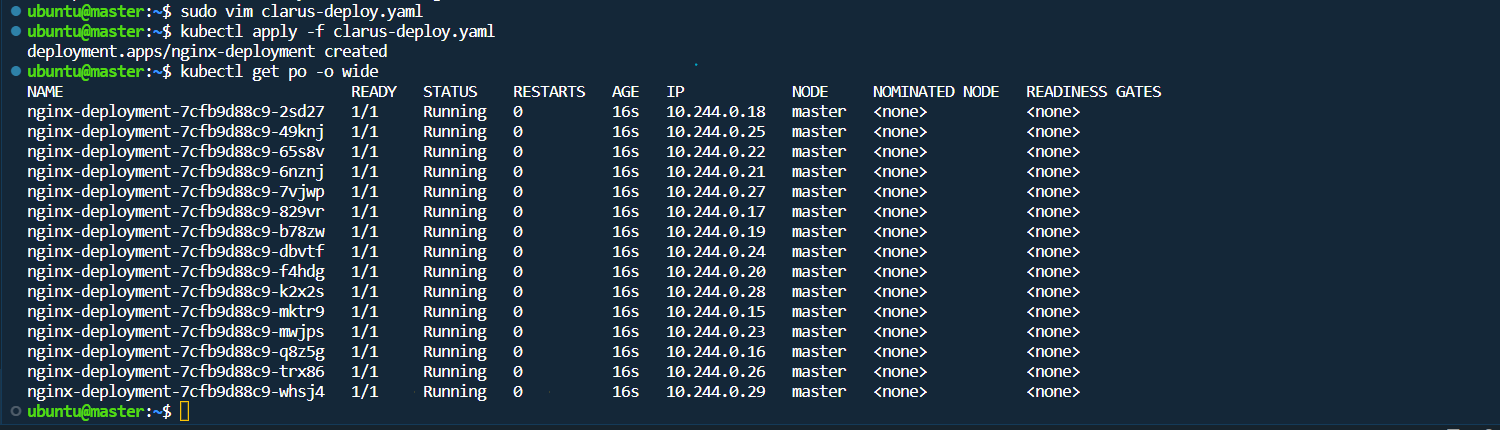 ubuntu@master:~$ sudo vim clarus-deploy.yaml
ubuntu@master:~$ kubectl apply -f clarus-deploy.yaml
deployment.apps/nginx-deployment created
ubuntu@master:~$ kubectl get po -o wide
NAME READY STATUS RESTARTS AGE IP NODE NOMINATED NODE READINESS GATES
nginx-deployment-7cfb9d88c9-2sd27 1/1 Running 0 16s 10.244.0.18 master <none> <none>
nginx-deployment-7cfb9d88c9-49knj 1/1 Running 0 16s 10.244.0.25 master <none> <none>
nginx-deployment-7cfb9d88c9-65s8v 1/1 Running 0 16s 10.244.0.22 master <none> <none>
nginx-deployment-7cfb9d88c9-6nznj 1/1 Running 0 16s 10.244.0.21 master <none> <none>
nginx-deployment-7cfb9d88c9-7vjwp 1/1 Running 0 16s 10.244.0.27 master <none> <none>
nginx-deployment-7cfb9d88c9-829vr 1/1 Running 0 16s 10.244.0.17 master <none> <none>
nginx-deployment-7cfb9d88c9-b78zw 1/1 Running 0 16s 10.244.0.19 master <none> <none>
nginx-deployment-7cfb9d88c9-dbvtf 1/1 Running 0 16s 10.244.0.24 master <none> <none>
nginx-deployment-7cfb9d88c9-f4hdg 1/1 Running 0 16s 10.244.0.20 master <none> <none>
nginx-deployment-7cfb9d88c9-k2x2s 1/1 Running 0 16s 10.244.0.28 master <none> <none>
nginx-deployment-7cfb9d88c9-mktr9 1/1 Running 0 16s 10.244.0.15 master <none> <none>
nginx-deployment-7cfb9d88c9-mwjps 1/1 Running 0 16s 10.244.0.23 master <none> <none>
nginx-deployment-7cfb9d88c9-q8z5g 1/1 Running 0 16s 10.244.0.16 master <none> <none>
nginx-deployment-7cfb9d88c9-trx86 1/1 Running 0 16s 10.244.0.26 master <none> <none>
nginx-deployment-7cfb9d88c9-whsj4 1/1 Running 0 16s 10.244.0.29 master <none> <none>
ubuntu@master:~$